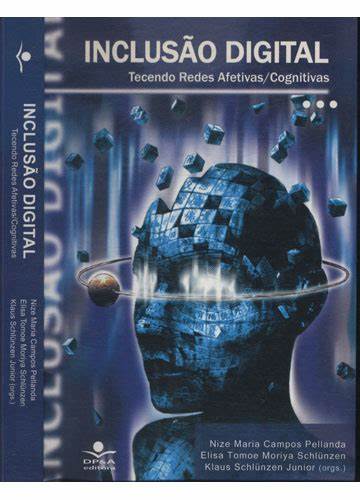 INCLUSÃO DIGITAL
Tecendo Redes Afetivas/Cognitivas
Nize Maria Campos Pellanda
Elisa Tomoe Moriya Schlünzen
Klaus Schlünzen Junior (orgs.)
DP&A
editora
INCLUSÃO DIGITAL
INCLUSÃO DIGITAL
Tecendo Redes Afetivas/Cognitivas
Nize Maria Campos Pellanda
Elisa Tomoe Moriya Schlünzen
Klaus Schlünzen Junior (orgs.)